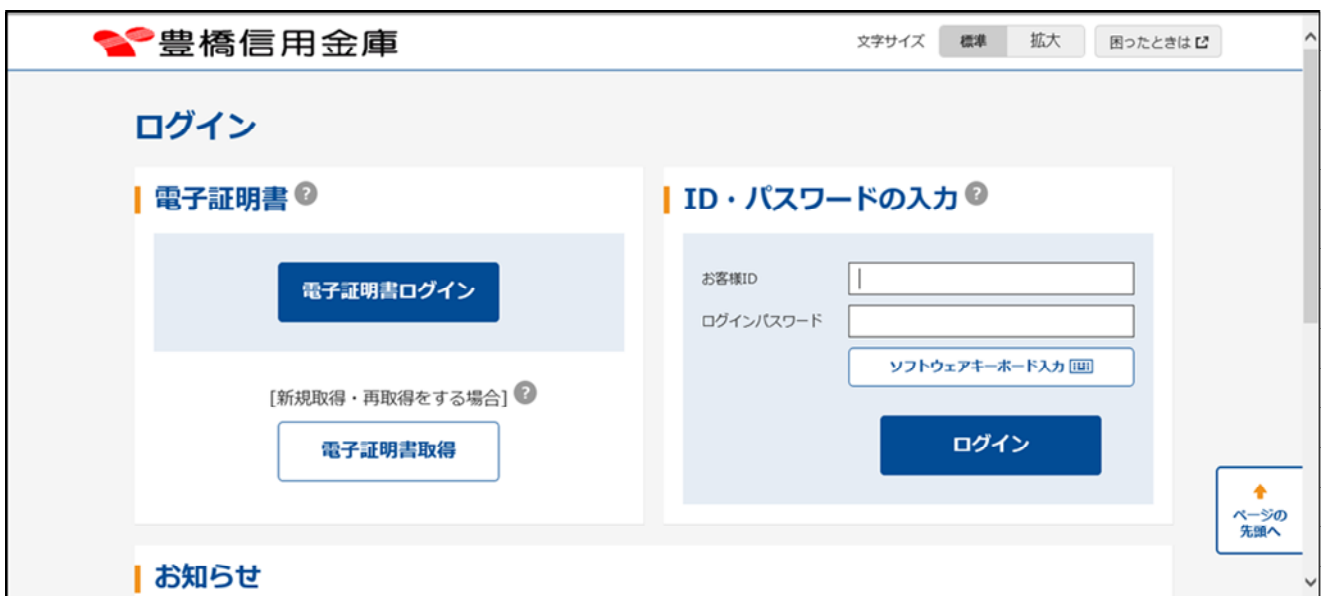 豊橋信用金庫
文字サイズ 標準 拡大 困ったときは
ログイン
電子証明書 ?
電子証明書ログイン
[新規取得・再取得をする場合] ?
電子証明書取得
ID・パスワードの入力 ?
お客様ID
ログインパスワード
ソフトウェアキーボード入力
ログイン
ページの
先頭へ
お知らせ